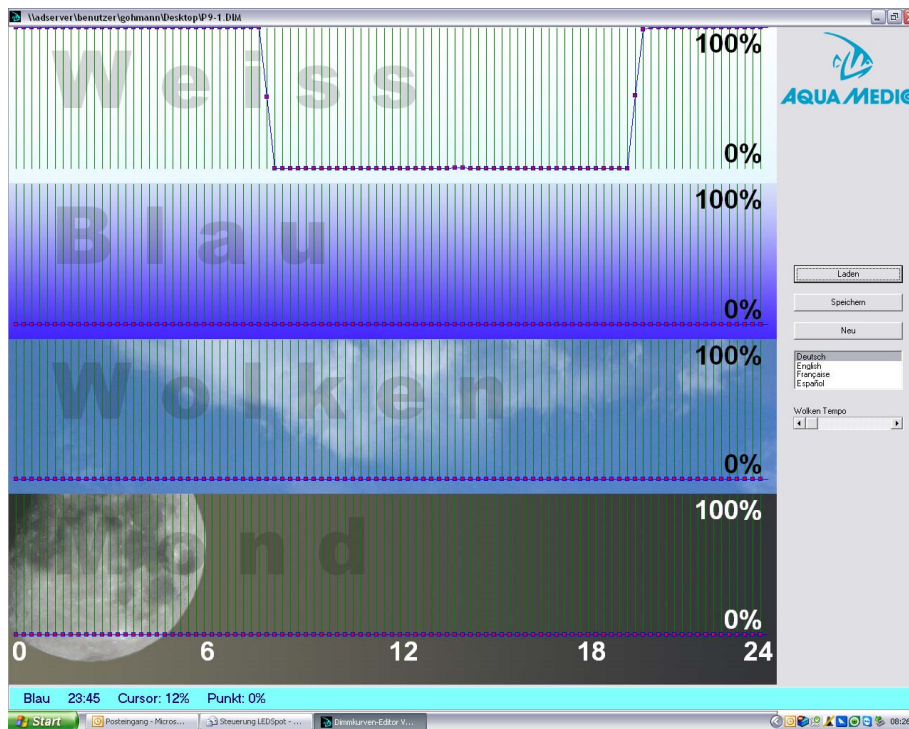 \\adserver\benutzer\gohmann\Desktop\P9-1.DIM
Weiss
100%
0%
AQUA MEDIC
Blau
100%
0%
Laden
Speichern
Neu
Wolken
100%
0%
Deutsch
English
Française
Español
Wolken Tempo
Mond
100%
0%
0 6 12 18 24
Blau 23:45 Cursor: 12% Punkt: 0%
Start Posteingang - Micros... Steuerung LEDSpot - ... Dimmkurven-Editor V... 08:26